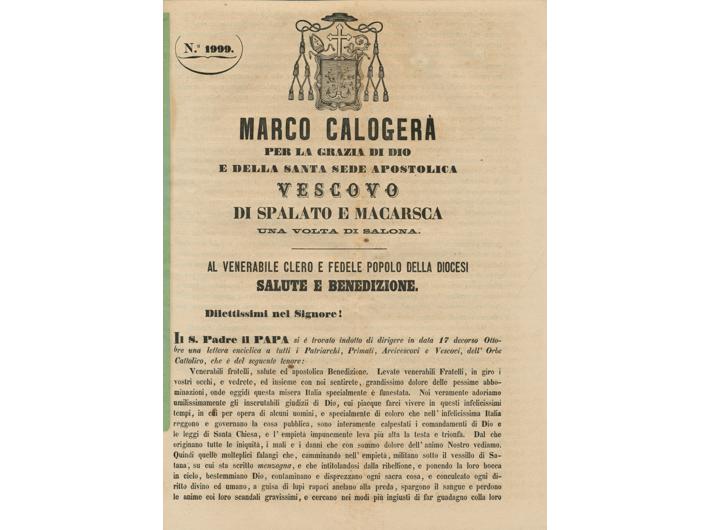 N.º 1999.
MARCO CALOGERÀ
PER LA GRAZIA DI DIO
E DELLA SANTA SEDE APOSTOLICA
VESCOVO
DI SPALATO E MACARSCA
UNA VOLTA DI SALONA.
AL VENERABILE CLERO E FEDELE POPOLO DELLA DIOCESI
SALUTE E BENEDIZIONE.
Dilettissimi nel Signore!
Il S. Padre il PAPA si é trovato indotto di dirigere in data 17 decorso Otto-
bre una lettera enciclica a tutti i Patriarchi, Primati, Arcivescovi e Vescovi, dell' Orbe
Cattolico, che é del seguente tenore:
Venerabili fratelli, salute ed apostolica Benedizione. Levate venerabili Fratelli, in giro i
vostri occhi, e vedrete, ed insieme con noi sentirete, grandissimo dolore delle pessime abbo-
minazioni, onde oggidi questa misera Italia specialmente é funestata. Noi veramente adoriamo
umilissimamente gli inscrutabili giudizii di Dio, cui piacque farci vivere in questi infelicissimi
tempi, in cui per opera di alcuni uomini, e specialmente di coloro che nell' infelicissima Italia
reggono e governano la cosa pubblica, sono interamente calpestati i comandamenti di Dio e
le leggi di Santa Chiesa, e l' empietá impunemente leva piú alta la testa e trionfa. Dal che
originano tutte le iniquitá, i mali e i danni che con sommo dolore dell' animo Nostro vediamo.
Quindi quelle molteplici falangi che, camminando nell' empietá, militano sotto il vessillo di Sa-
tana, su cui sta scritto menzogna, e che intitolandosi dalla ribellione, e ponendo la loro bocca
in cielo, bestemmiano Dio, contaminano e disprezzano ogni sacra cosa, e conculcato ogni di-
ritto divino ed umano, a guisa di lupi rapaci anelano alla preda, spargono il sangue e perdono
le anime coi loro scandali gravissimi, e cercano nei modi piú ingiusti di far guadagno colla loro